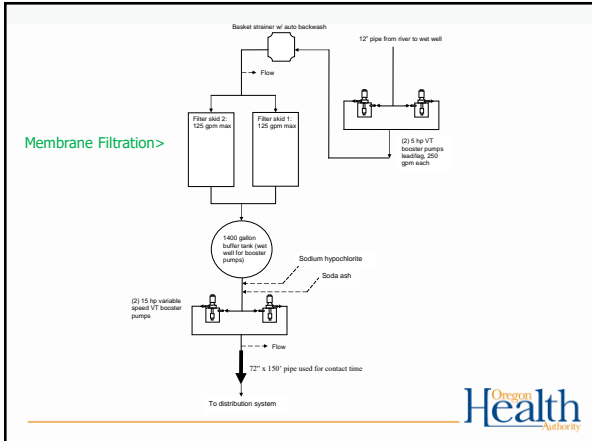 Basket strainer w/ auto backwash
12" pipe from river to wet well
Flow
Filter skid 2:
125 gpm max
Filter skid 1:
125 gpm max
Membrane Filtration>
(2) 5 hp VT
booster pumps
lead/lag, 250
gpm each
1400 gallon
buffer tank (wet
well for booster
pumps)
Sodium hypochlorite
Soda ash
(2) 15 hp variable
speed VT booster
pumps
Flow
72" x 150' pipe used for contact time
To distribution system
Oregon
Health
Authority